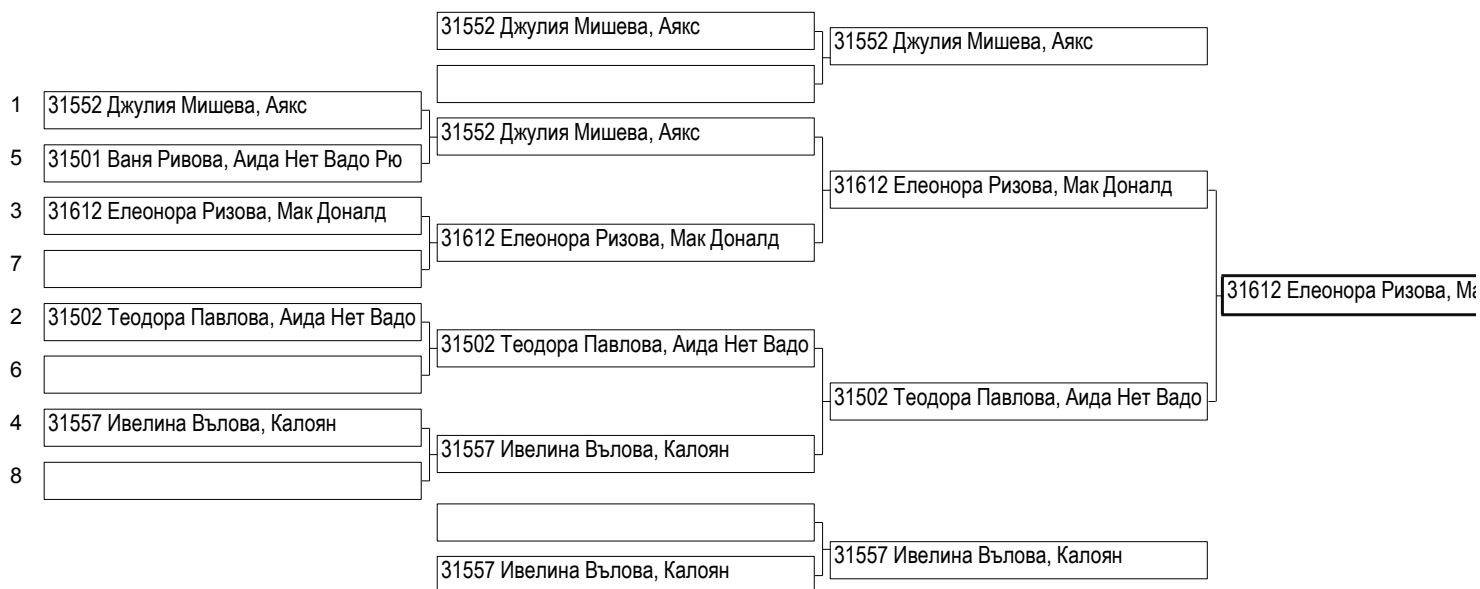 31552 Джулия Мишева, Аякс
31552 Джулия Мишева, Аякс
1 31552 Джулия Мишева, Аякс
31552 Джулия Мишева, Аякс
5 31501 Ваня Ривова, Аида Нет Вадо Рю
31612 Елеонора Ризова, Мак Доналд
3 31612 Елеонора Ризова, Мак Доналд
31612 Елеонора Ризова, Мак Доналд
7
31612 Елеонора Ризова, Ма
2 31502 Теодора Павлова, Аида Нет Вадо
31502 Теодора Павлова, Аида Нет Вадо
6
31502 Теодора Павлова, Аида Нет Вадо
4 31557 Ивелина Вълова, Калоян
31557 Ивелина Вълова, Калоян
8
31557 Ивелина Вълова, Калоян
31557 Ивелина Вълова, Калоян